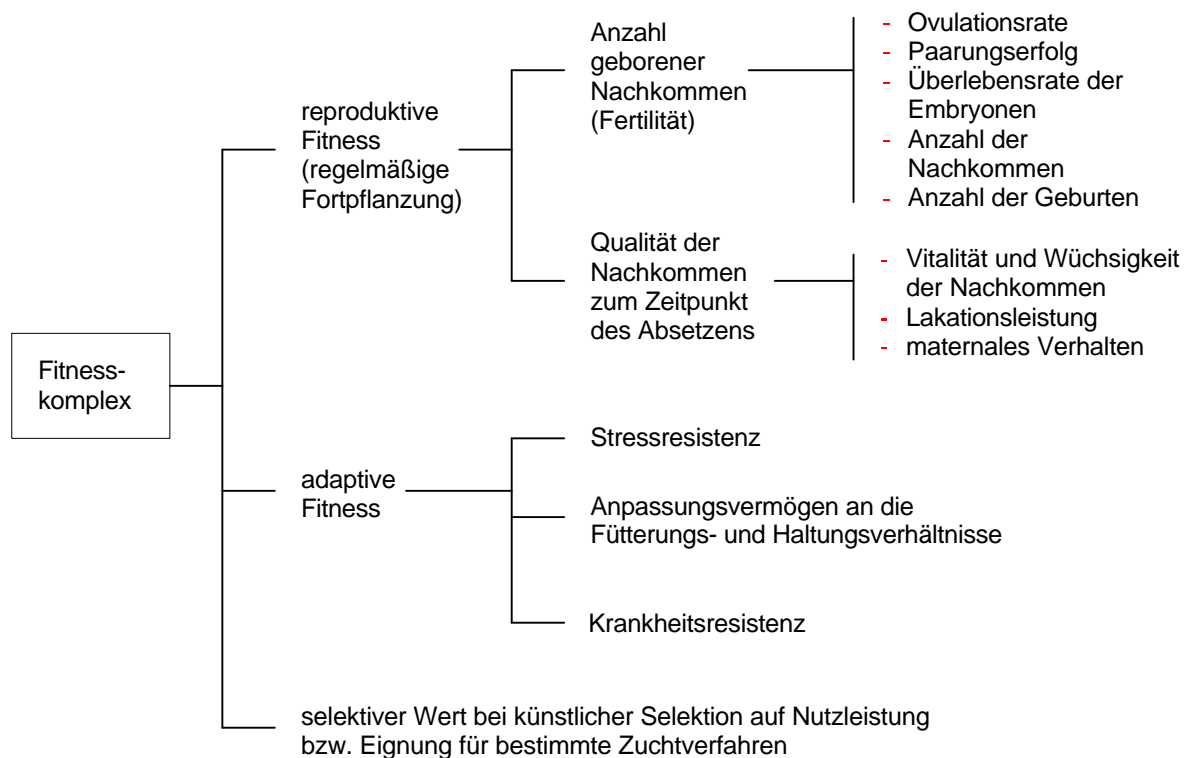 Fitness-
komplex
reproduktive
Fitness
(regelmäßige
Fortpflanzung)
Anzahl
geborener
Nachkommen
(Fertilität)
- Ovulationsrate
- Paarungserfolg
- Überlebensrate der
Embryonen
- Anzahl der
Nachkommen
- Anzahl der Geburten
Qualität der
Nachkommen
zum Zeitpunkt
des Absetzens
- Vitalität und Wüchsigkeit
der Nachkommen
- Lakationsleistung
- maternales Verhalten
adaptive
Fitness
Stressresistenz
Anpassungsvermögen an die
Fütterungs- und Haltungsverhältnisse
Krankheitsresistenz
selektiver Wert bei künstlicher Selektion auf Nutzleistung
bzw. Eignung für bestimmte Zuchtverfahren